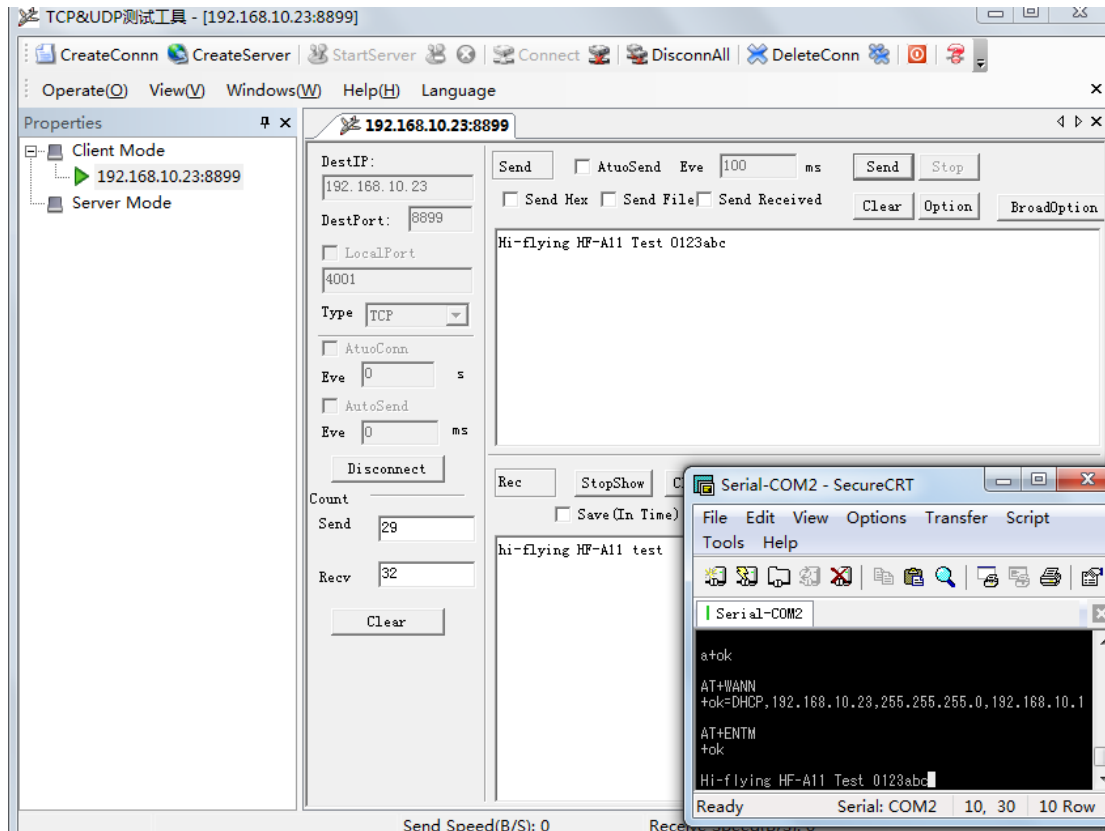 TCP&UDP测试工具 - [192.168.10.23:8899]
CreateConnn CreateServer StartServer Connect DisconnAll DeleteConn
Operate(O) View(V) Windows(W) Help(H) Language
Properties
192.168.10.23:8899
Client Mode
192.168.10.23:8899
Server Mode
DestIP:
192.168.10.23
DestPort: 8899
LocalPort
4001
Type TCP
AtuoConn
Eve 0 s
AutoSend
Eve 0 ms
Disconnect
Count
Send 29
Recv 32
Clear
Send AtuoSend Eve 100 ms Send Stop
Send Hex Send File Send Received Clear Option BroadOption
Hi-flying HF-A11 Test 0123abc
Rec StopShow
Save(In Time)
hi-flying HF-A11 test
Serial-COM2 - SecureCRT
File Edit View Options Transfer Script
Tools Help
Serial-COM2
a+ok
AT+WANN
+ok=DHCP,192.168.10.23,255.255.255.0,192.168.10.1
AT+ENTM
+ok
Hi-flying HF-A11 Test 0123abc
Ready Serial: COM2 10, 30 10 Row
Send Speed(B/S): 0